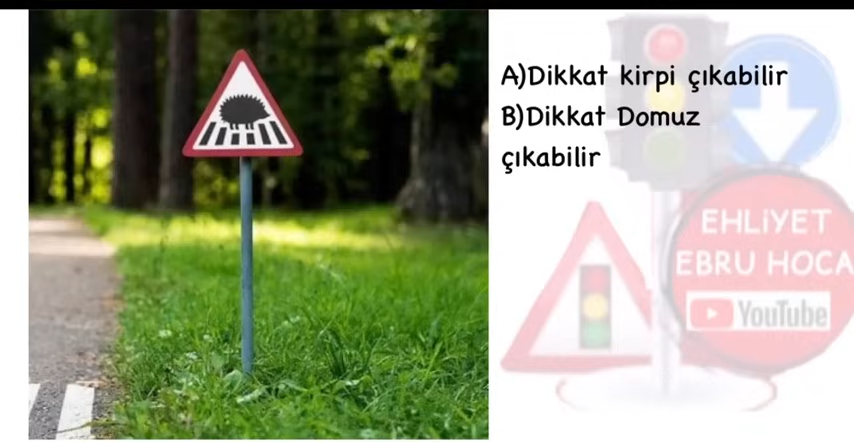 A)Dikkat kirpi çıkabilir
B)Dikkat Domuz
çıkabilir
EHLİYET
EBRU HOCA
YouTube